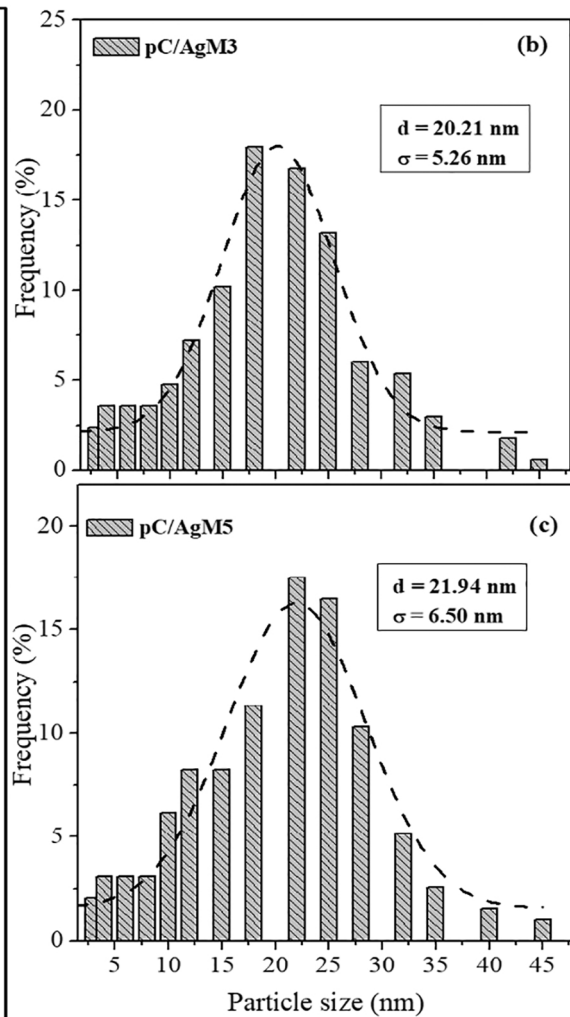 25
pC/AgM3
(b)
20
d = 20.21 nm
σ = 5.26 nm
15
Frequency (%)
10
5
0
pC/AgM5
(c)
20
d = 21.94 nm
σ = 6.50 nm
15
Frequency (%)
10
5
0
5 10 15 20 25 30 35 40 45
Particle size (nm)